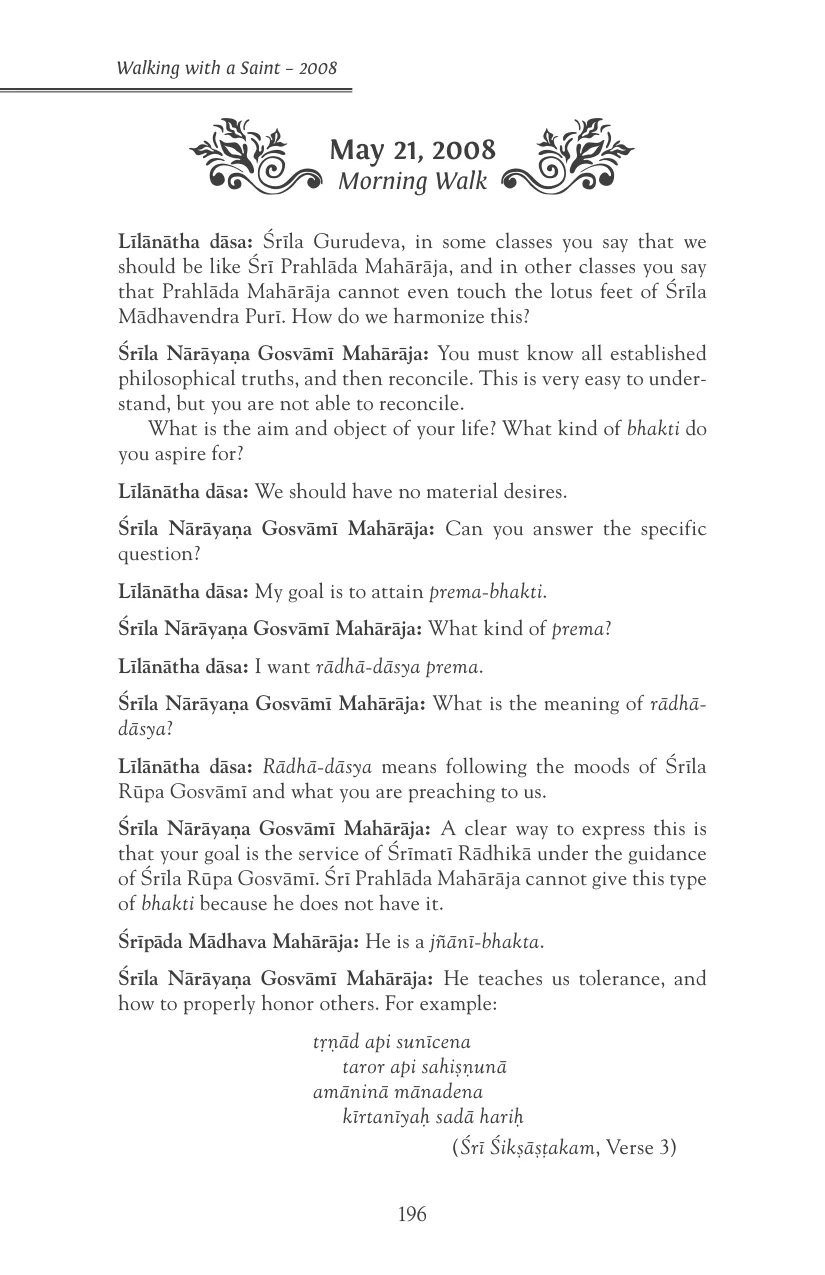 Walking with a Saint – 2008
May 21, 2008
Morning Walk
Līlānātha dāsa: Śrīla Gurudeva, in some classes you say that we
should be like Śrī Prahlāda Mahārāja, and in other classes you say
that Prahlāda Mahārāja cannot even touch the lotus feet of Śrīla
Mādhavendra Purī. How do we harmonize this?
Śrīla Nārāyaṇa Gosvāmī Mahārāja: You must know all established
philosophical truths, and then reconcile. This is very easy to under-
stand, but you are not able to reconcile.
What is the aim and object of your life? What kind of bhakti do
you aspire for?
Līlānātha dāsa: We should have no material desires.
Śrīla Nārāyaṇa Gosvāmī Mahārāja: Can you answer the specific
question?
Līlānātha dāsa: My goal is to attain prema-bhakti.
Śrīla Nārāyaṇa Gosvāmī Mahārāja: What kind of prema?
Līlānātha dāsa: I want rādhā-dāsya prema.
Śrīla Nārāyaṇa Gosvāmī Mahārāja: What is the meaning of rādhā-
dāsya?
Līlānātha dāsa: Rādhā-dāsya means following the moods of Śrīla
Rūpa Gosvāmī and what you are preaching to us.
Śrīla Nārāyaṇa Gosvāmī Mahārāja: A clear way to express this is
that your goal is the service of Śrīmatī Rādhikā under the guidance
of Śrīla Rūpa Gosvāmī. Śrī Prahlāda Mahārāja cannot give this type
of bhakti because he does not have it.
Śrīpāda Mādhava Mahārāja: He is a jñānī-bhakta.
Śrīla Nārāyaṇa Gosvāmī Mahārāja: He teaches us tolerance, and
how to properly honor others. For example:
tṛṇād api sunīcena
taror api sahiṣṇunā
amāninā mānadena
kīrtanīyaḥ sadā hariḥ
(Śrī Śikṣāṣṭakam, Verse 3)
196